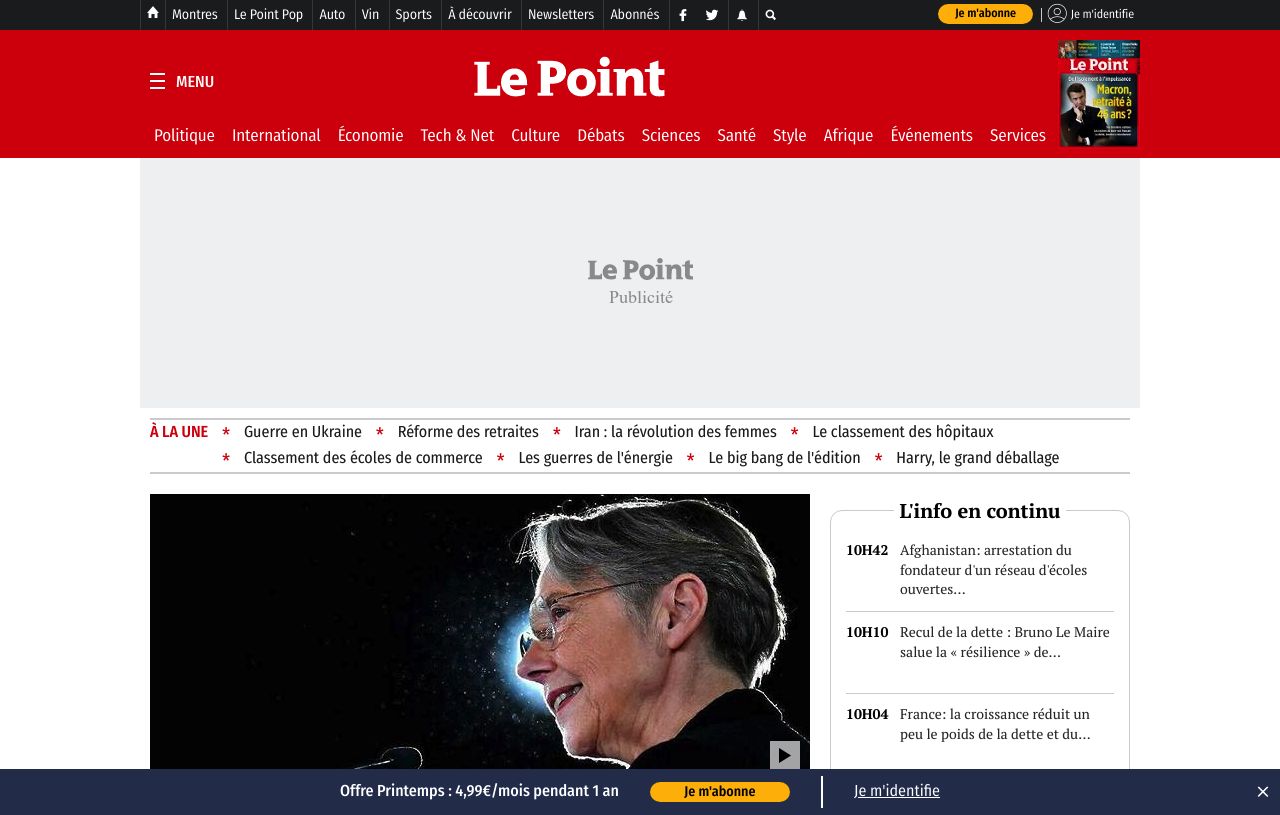 Montres Le Point Pop Auto Vin Sports À découvrir Newsletters Abonnés Je m'abonne Je m'identifie
MENU
Le Point
Le Point
Macron,
retraité à
45 ans ?
Politique International Économie Tech & Net Culture Débats Sciences Santé Style Afrique Événements Services
Le Point
Publicité
À LA UNE * Guerre en Ukraine * Réforme des retraites * Iran : la révolution des femmes * Le classement des hôpitaux
* Classement des écoles de commerce * Les guerres de l'énergie * Le big bang de l'édition * Harry, le grand déballage
L'info en continu
10H42 Afghanistan: arrestation du
fondateur d'un réseau d'écoles
ouvertes...
10H10 Recul de la dette : Bruno Le Maire
salue la « résilience » de...
10H04 France: la croissance réduit un
peu le poids de la dette et du...
Offre Printemps : 4,99€/mois pendant 1 an Je m'abonne Je m'identifie